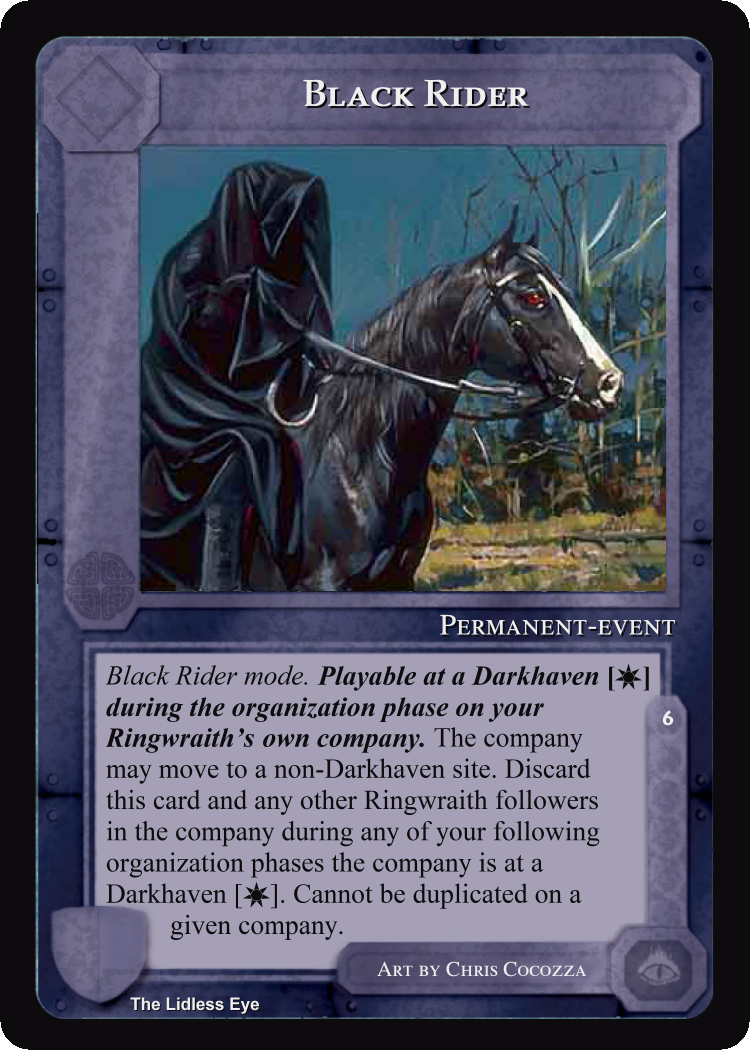 Black Rider
Permanent-event
Black Rider mode. Playable at a Darkhaven [✷]
during the organization phase on your
Ringwraith's own company. The company
may move to a non-Darkhaven site. Discard
this card and any other Ringwraith followers
in the company during any of your following
organization phases the company is at a
Darkhaven [✷]. Cannot be duplicated on a
given company.
6
Art by Chris Cocozza
The Lidless Eye